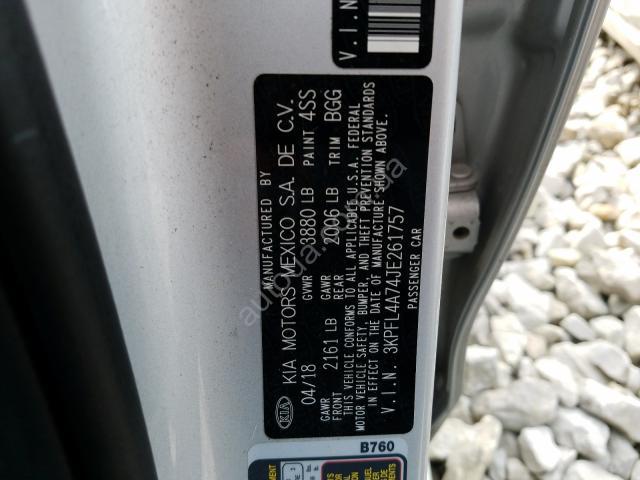 V.I.N
MANUFACTURED BY
KIA MOTORS MEXICO S.A. DE C.V.
04/18 GVWR 3880 LB PAINT 4SS
GAWR FRONT 2161 LB GAWR REAR 2006 LB TRIM BGG
THIS VEHICLE CONFORMS TO ALL APPLICABLE U.S.A. FEDERAL
MOTOR VEHICLE SAFETY, BUMPER, AND THEFT PREVENTION STANDARDS
IN EFFECT ON THE DATE OF MANUFACTURE SHOWN ABOVE.
V.I.N. 3KPFL4A74JE261757
PASSENGER CAR
KIA
B760